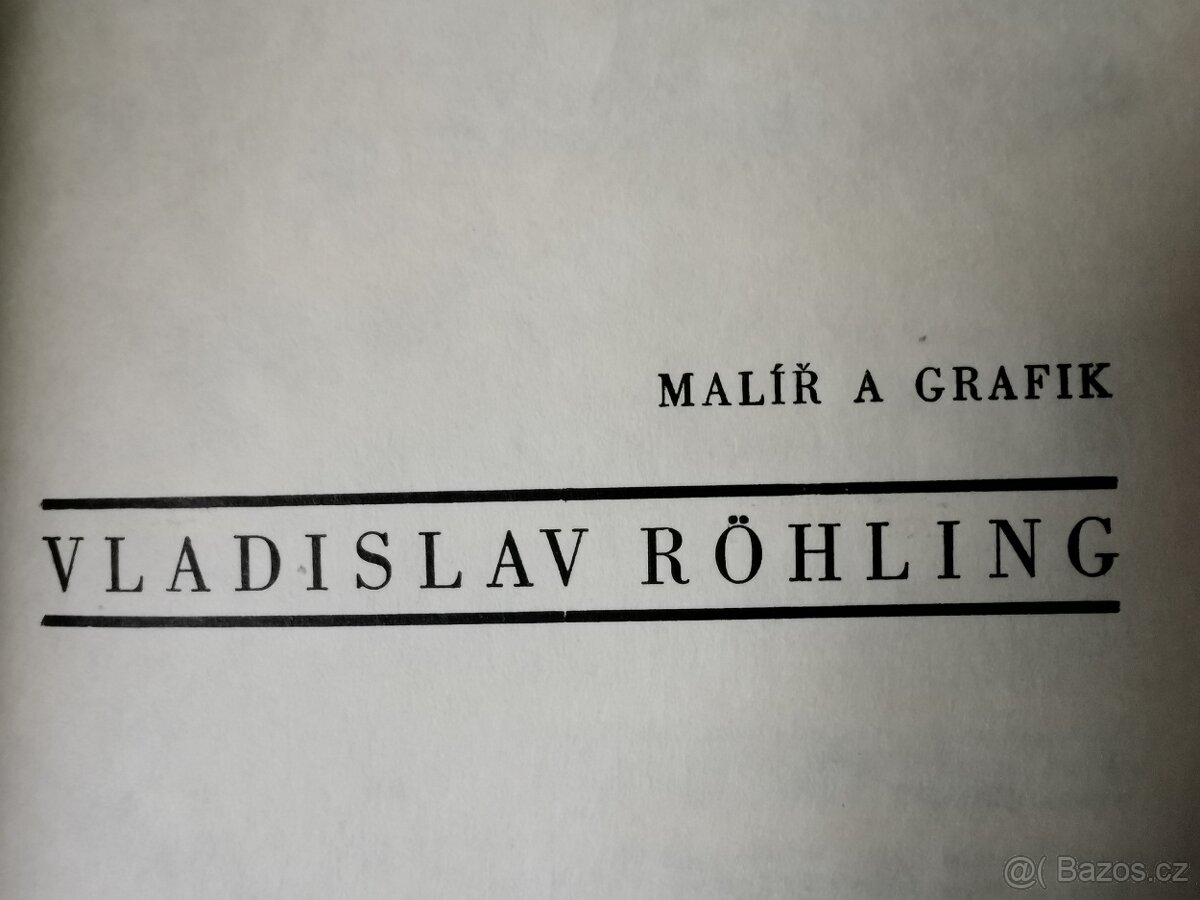 MALÍŘ A GRAFIK
VLADISLAV RÖHLING
@( Bazos.cz